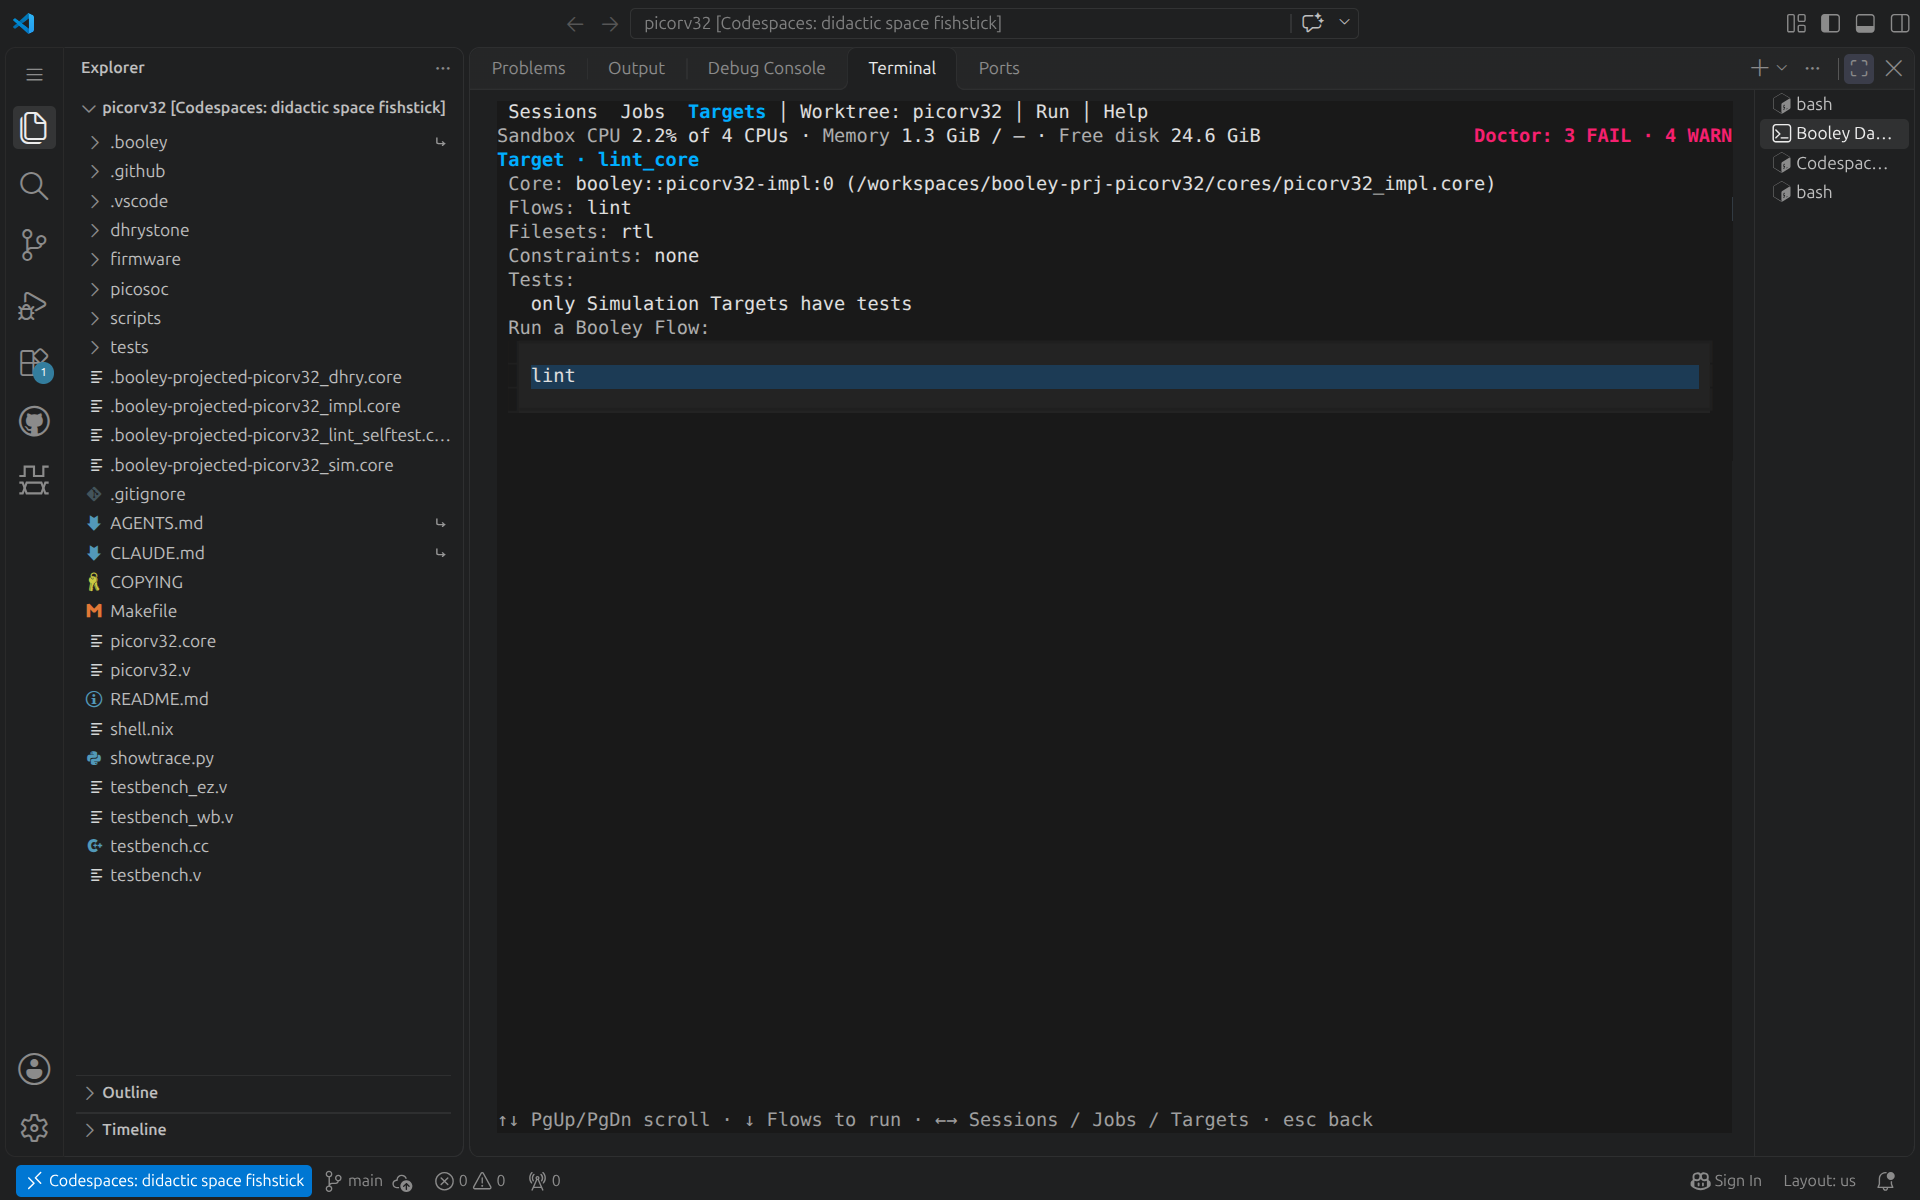 picorv32 [Codespaces: didactic space fishstick]
Explorer
picorv32 [Codespaces: didactic space fishstick]
.booley
.github
.vscode
dhrystone
firmware
picosoc
scripts
tests
.booley-projected-picorv32_dhry.core
.booley-projected-picorv32_impl.core
.booley-projected-picorv32_lint_selftest.c…
.booley-projected-picorv32_sim.core
.gitignore
AGENTS.md
CLAUDE.md
COPYING
Makefile
picorv32.core
picorv32.v
README.md
shell.nix
showtrace.py
testbench_ez.v
testbench_wb.v
testbench.cc
testbench.v
Outline
Timeline
1
Problems Output Debug Console Terminal Ports
Sessions Jobs Targets | Worktree: picorv32 | Run | Help
Sandbox CPU 2.2% of 4 CPUs · Memory 1.3 GiB / — · Free disk 24.6 GiB Doctor: 3 FAIL · 4 WARN
Target · lint_core
Core: booley::picorv32-impl:0 (/workspaces/booley-prj-picorv32/cores/picorv32_impl.core)
Flows: lint
Filesets: rtl
Constraints: none
Tests:
only Simulation Targets have tests
Run a Booley Flow:
lint
↑↓ PgUp/PgDn scroll · ↓ Flows to run · ←→ Sessions / Jobs / Targets · esc back
bash
Booley Da…
Codespac…
bash
Codespaces: didactic space fishstick main 0 0 0 Sign In Layout: us